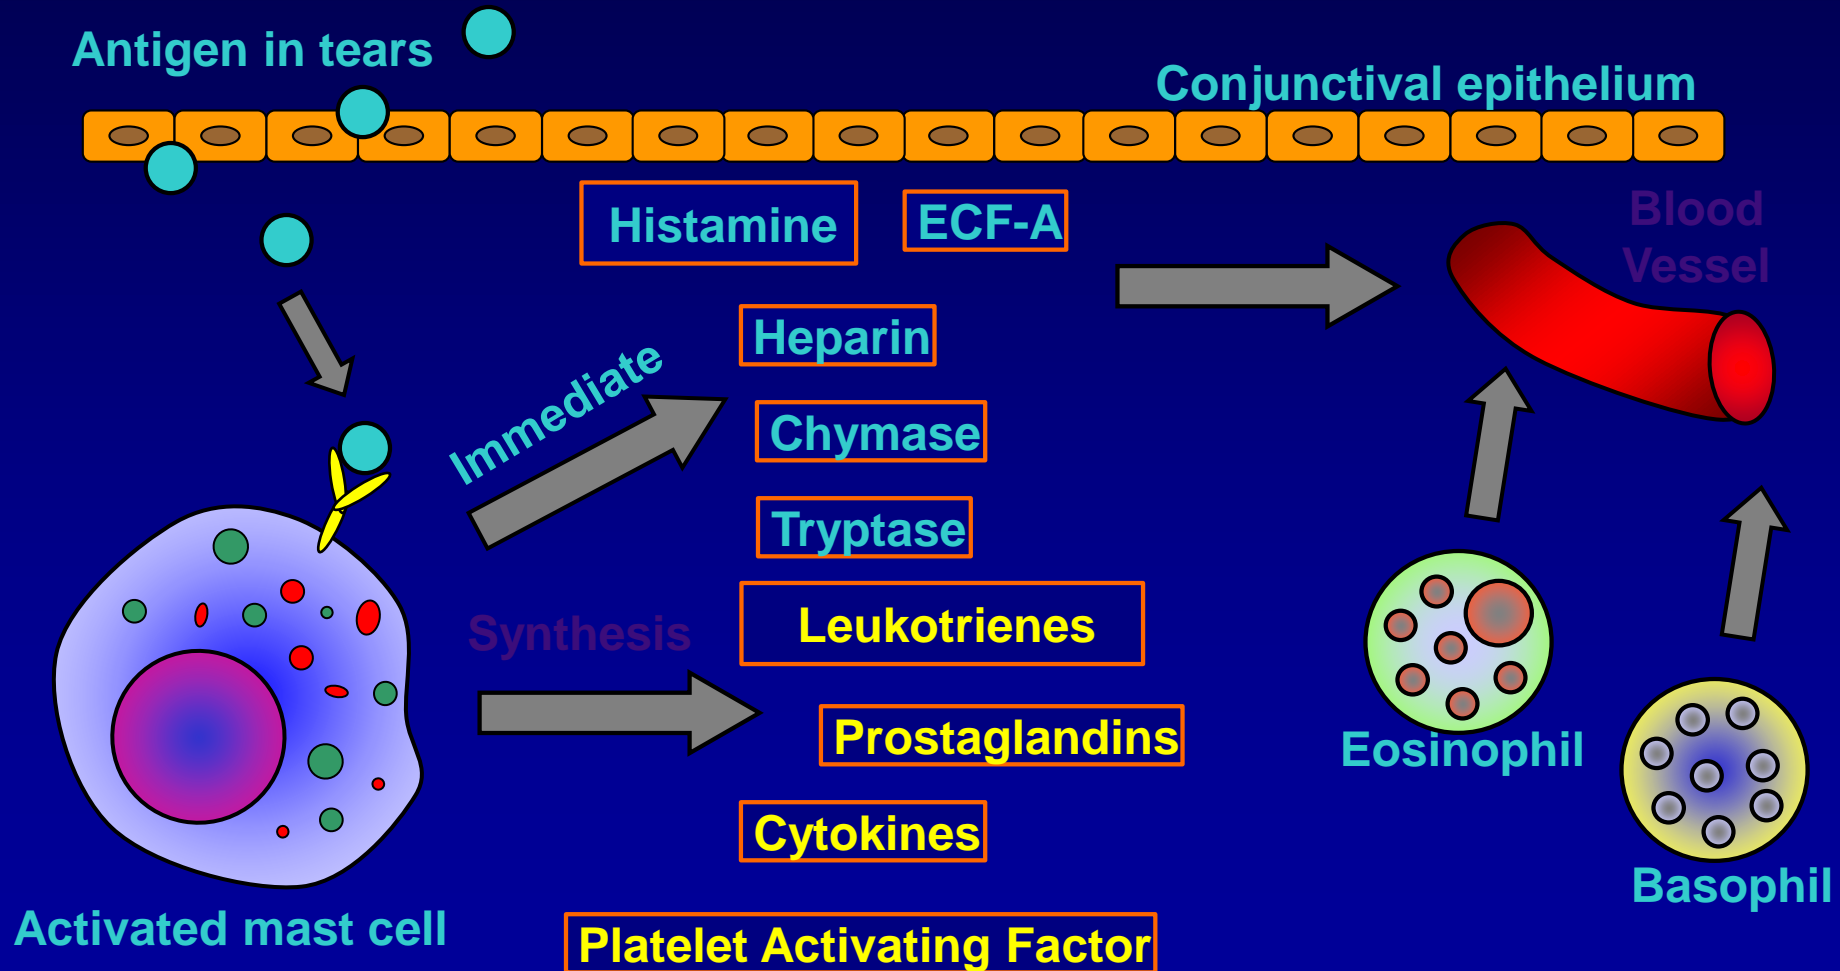 Antigen in tears
Conjunctival epithelium
Histamine
ECF-A
Blood
Vessel
Heparin
Immediate
Chymase
Tryptase
Synthesis
Leukotrienes
Prostaglandins
Eosinophil
Cytokines
Basophil
Activated mast cell
Platelet Activating Factor